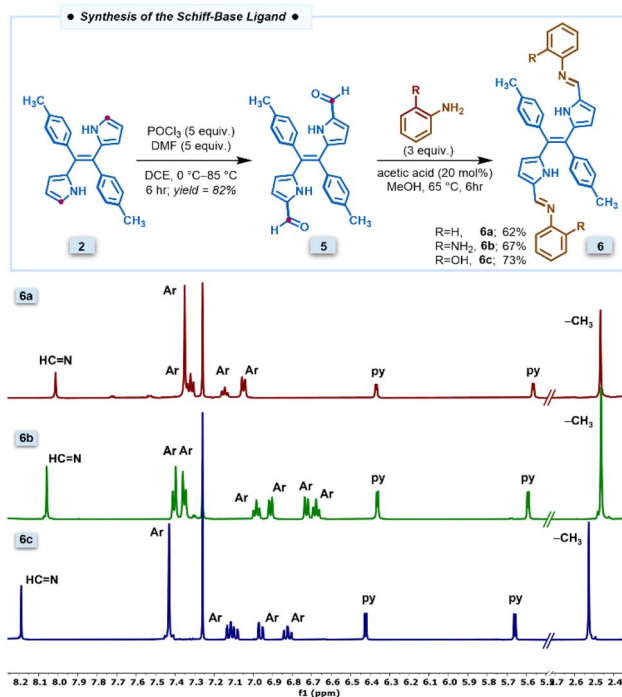 ● Synthesis of the Schiff-Base Ligand ●
H₃C
HN
NH
CH₃
2
POCl₃ (5 equiv.)
DMF (5 equiv.)
DCE, 0 °C–85 °C
6 hr; yield = 82%
O
H₃C
HN
NH
CH₃
O
5
R
NH₂
(3 equiv.)
acetic acid (20 mol%)
MeOH, 65 °C, 6hr
R
N
H₃C
HN
NH
CH₃
N
R
R=H, 6a; 62%
R=NH₂, 6b; 67%
R=OH, 6c; 73%
6
6a
HC=N
Ar
Ar
Ar
Ar
py
py
–CH₃
6b
HC=N
Ar Ar
Ar
Ar
Ar
Ar
py
py
–CH₃
6c
HC=N
Ar
Ar
Ar
Ar
py
py
–CH₃
8.2 8.1 8.0 7.9 7.8 7.7 7.6 7.5 7.4 7.3 7.2 7.1 7.0 6.9 6.8 6.7 6.6 6.5 6.4 6.3 6.2 6.1 6.0 5.9 5.8 5.7 5.6 2.6 2.5 2.4
f1 (ppm)